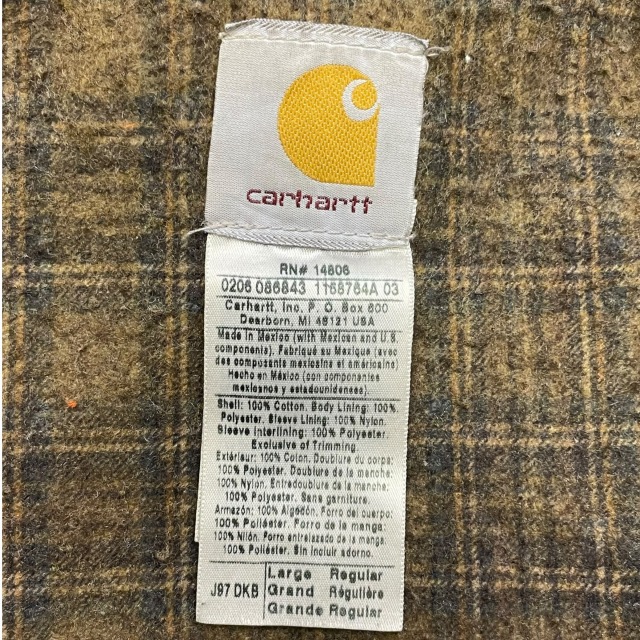 carhartt
RN# 14806
0206 086843 1168764A 03
Carhartt, Inc. P. O. Box 600
Dearborn, MI 48121 USA
Made in Mexico (with Mexican and U.S.
components). Fabriqué su Mexique (avec
des composants mexicains et américains)
Hecho en México (con componentes
mexicanos y estadounidenses).
Shell: 100% Cotton. Body Lining: 100%
Polyester. Sleeve Lining: 100% Nylon.
Sleeve Interlining: 100% Polyester.
Exclusive of Trimming.
Extérieur: 100% Coton. Doublure du corps:
100% Polyester. Doublure de la manche:
100% Nylon. Entredoublure de la manche:
100% Polyester. Sans garniture.
Armazón: 100% Algodón. Forro del cuerpo:
100% Poliéster. Forro de la manga:
100% Nilón. Forro entrelazado de la manga:
100% Poliéster. Sin incluir adorno.
J97 DKB
Large Regular
Grand Régulière
Grande Regular